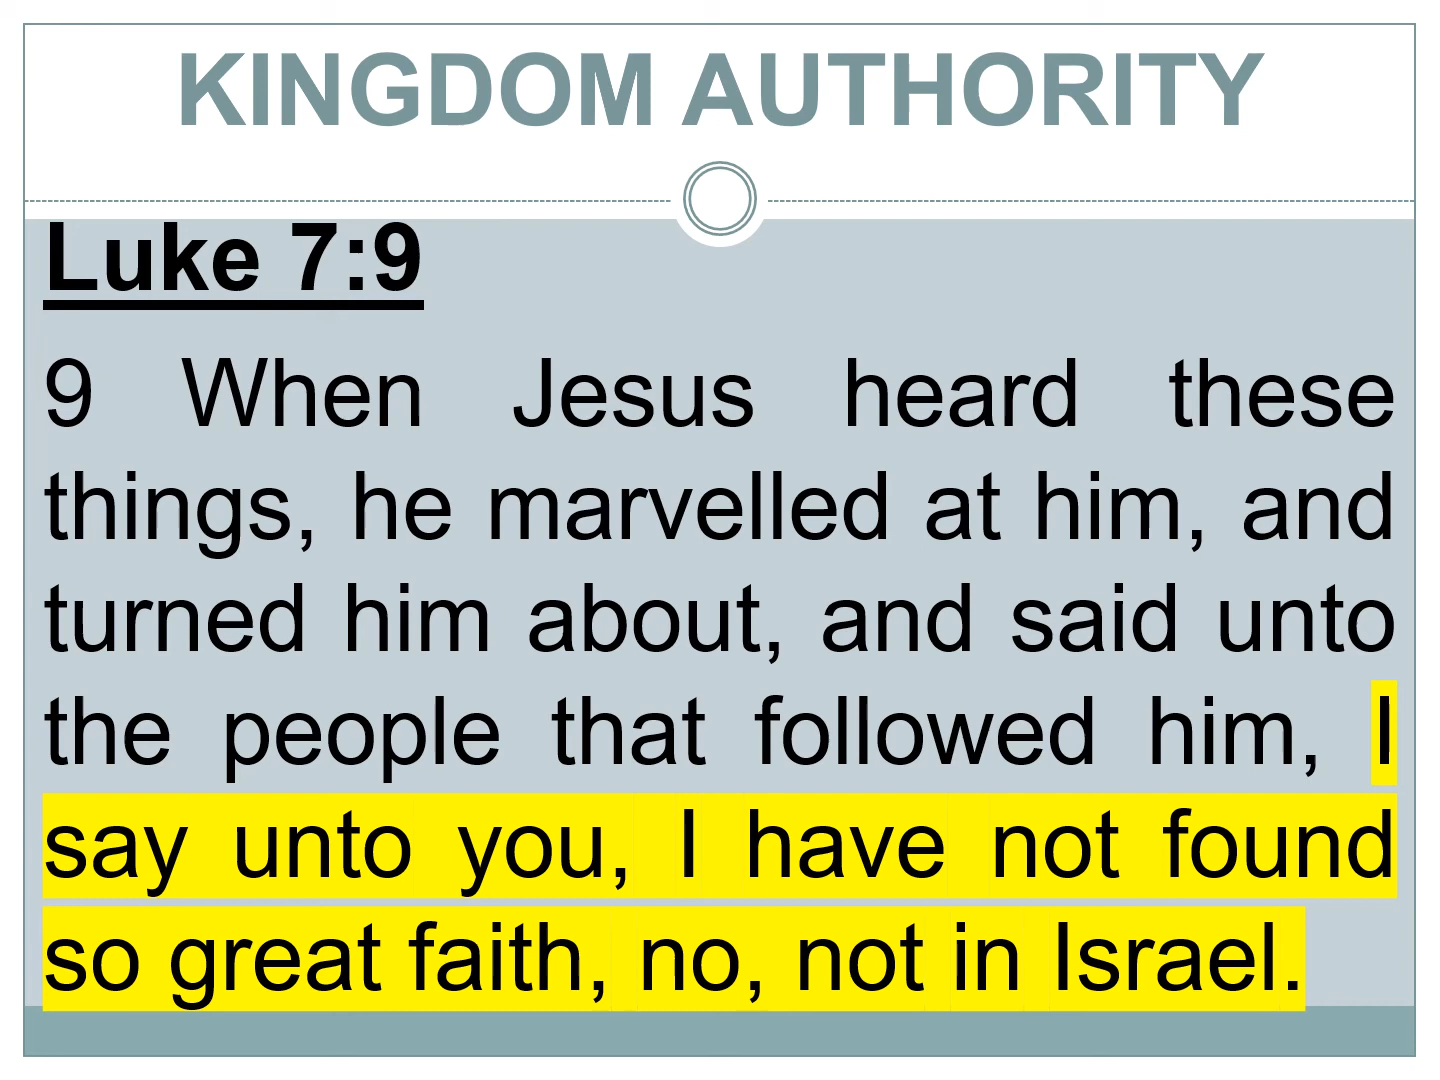 KINGDOM AUTHORITY
Luke 7:9
9 When Jesus heard these
things, he marvelled at him, and
turned him about, and said unto
the people that followed him, I
say unto you, I have not found
so great faith, no, not in Israel.